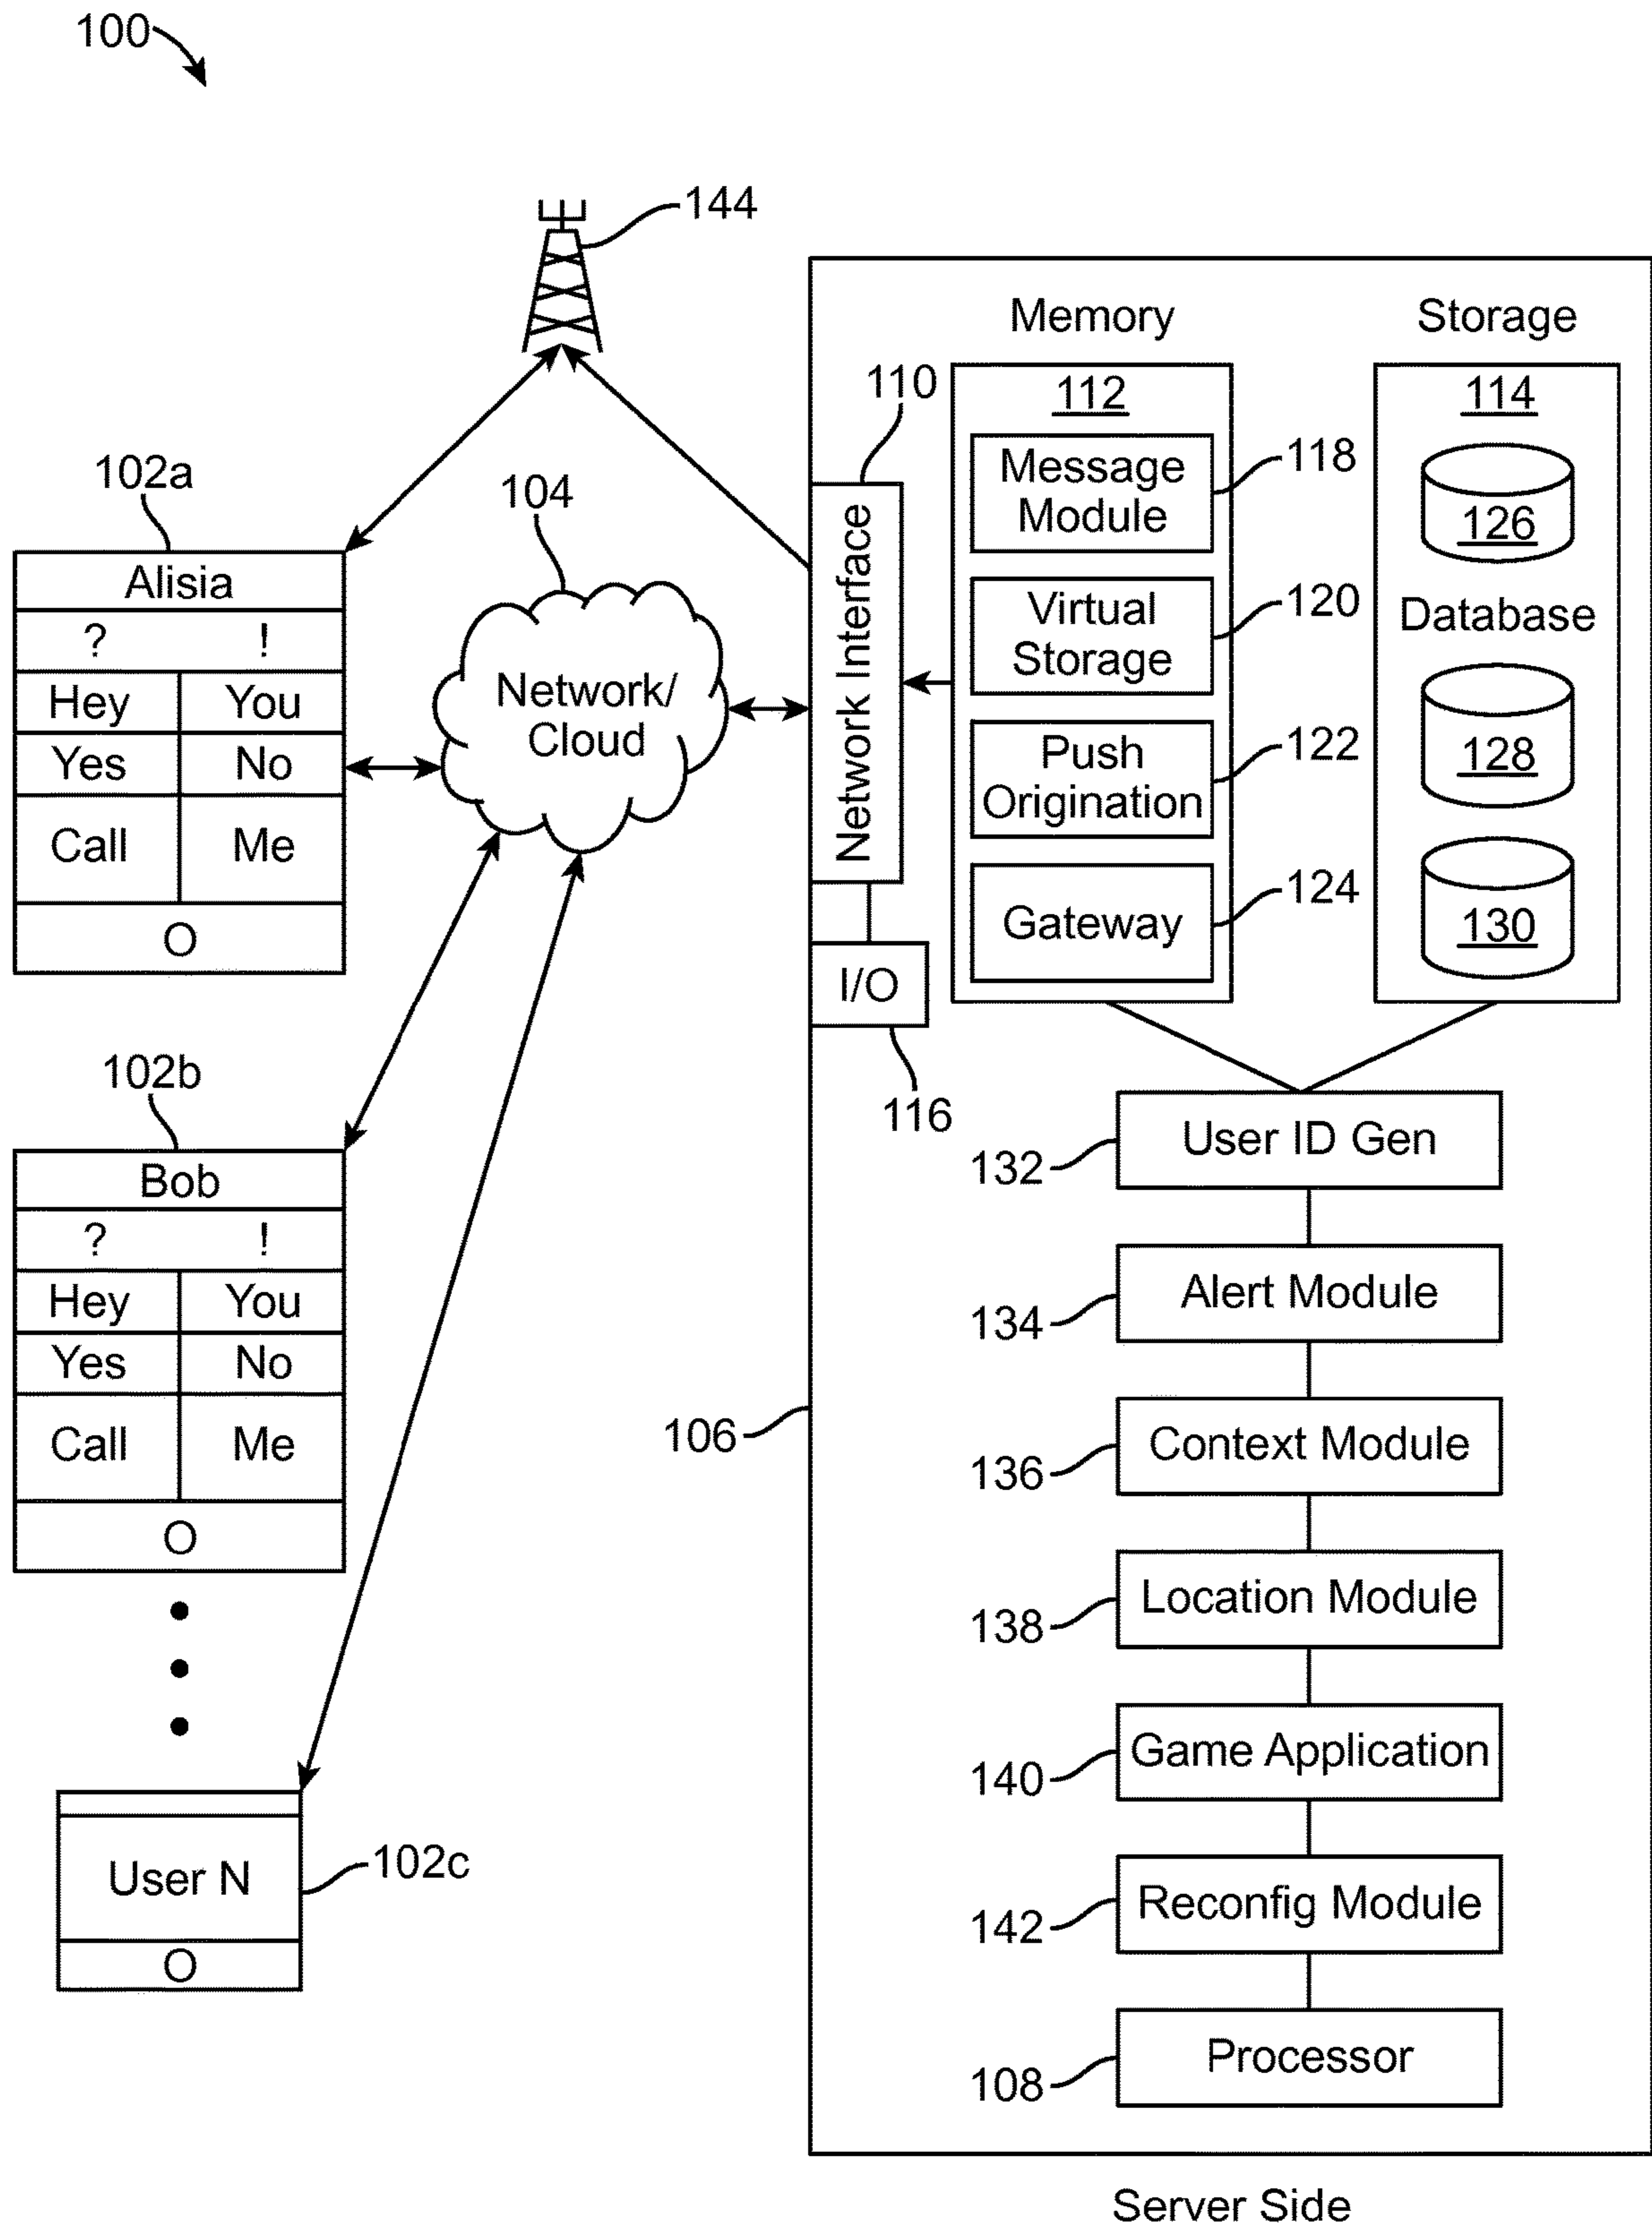 100
144
Memory
Storage
110
112
114
Message
Module
118
126
102a
104
Alisia
? !
Hey You
Yes No
Call Me
O
Network/
Cloud
Network Interface
Virtual
Storage
120
Database
Push
Origination
122
128
Gateway
124
130
I/O
116
102b
Bob
? !
Hey You
Yes No
Call Me
O
User N
102c
O
106
User ID Gen
132
Alert Module
134
Context Module
136
Location Module
138
Game Application
140
Reconfig Module
142
Processor
108
Server Side